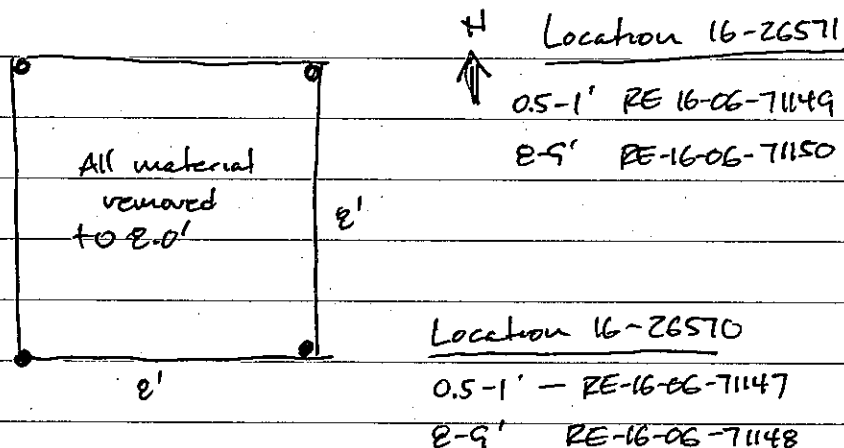 N
Location 16-26571
0.5-1' RE 16-06-71149
8-9' RE-16-06-71150
All material
removed
to 8.0'
8'
8'
Location 16-26570
0.5-1' — RE-16-06-71147
8-9' RE-16-06-71148